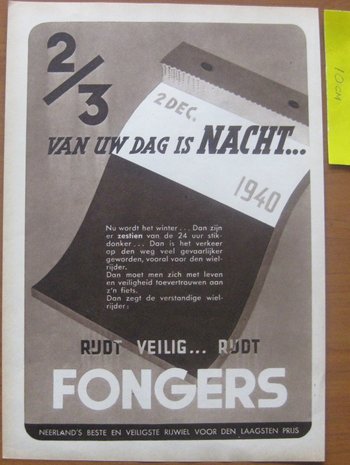 2/3
2 DEC.
VAN UW DAG IS NACHT...
1940
Nu wordt het winter... Dan zijn
er zestien van de 24 uur stik-
donker... Dan is het verkeer
op den weg veel gevaarlijker
geworden, vooral voor den wiel-
rijder.
Dan moet men zich met leven
en veiligheid toevertrouwen aan
z'n fiets.
Dan zegt de verstandige wiel-
rijder:
RIJDT VEILIG... RIJDT
FONGERS
NEERLAND'S BESTE EN VEILIGSTE RIJWIEL VOOR DEN LAAGSTEN PRIJS
10cm